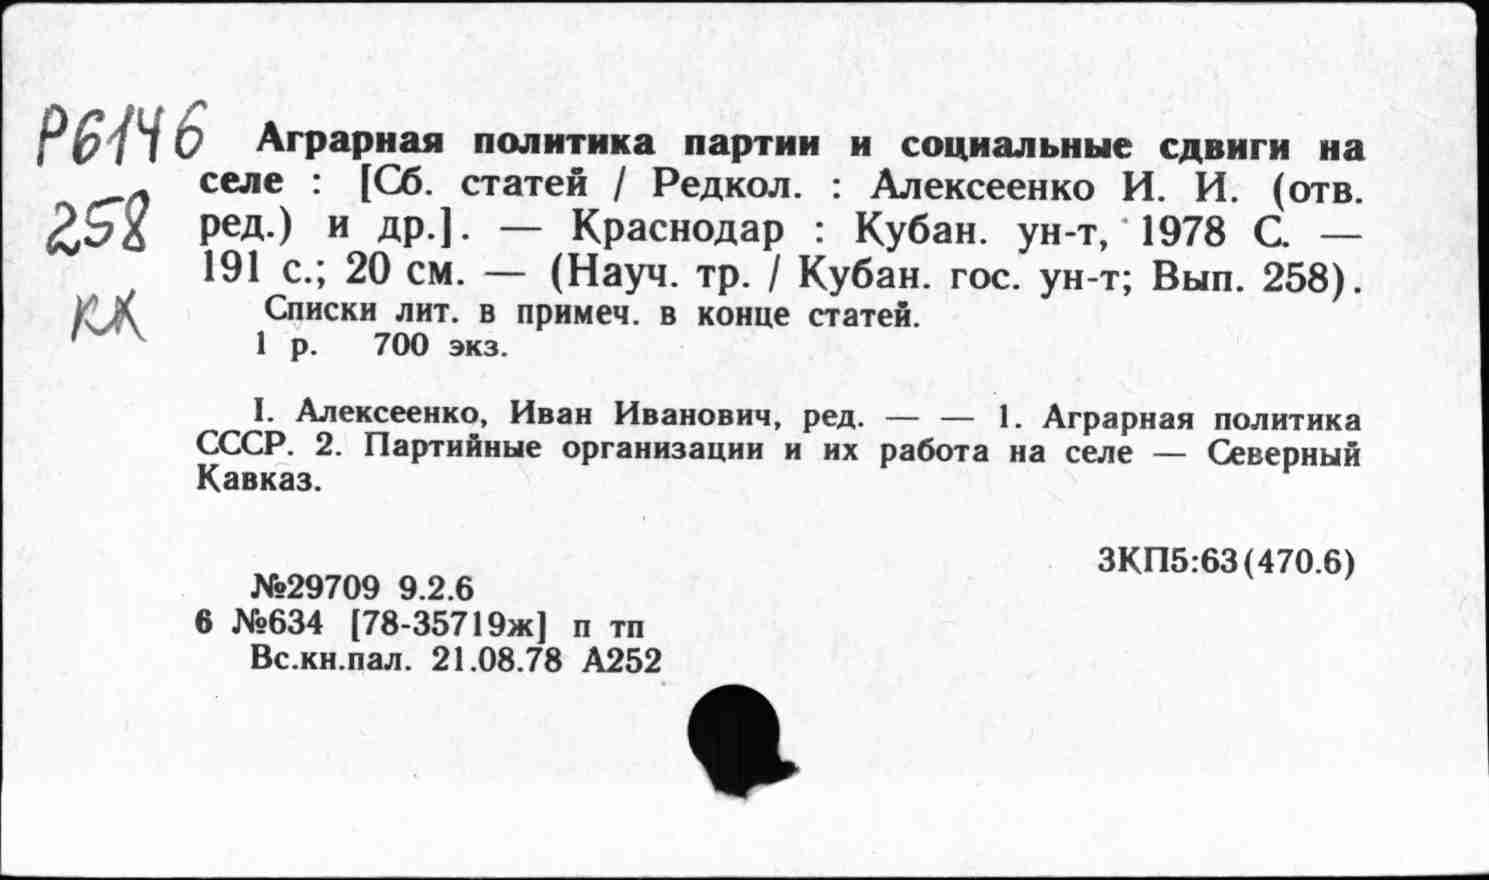 Р6146
258
КХ
Аграрная политика партии и социальные сдвиги на
селе : [Сб. статей / Редкол. : Алексеенко И. И. (отв.
ред.) и др.]. — Краснодар : Кубан. ун-т, 1978 С. —
191 с.; 20 см. — (Науч. тр. / Кубан. гос. ун-т; Вып. 258).
Списки лит. в примеч. в конце статей.
1 р. 700 экз.
I. Алексеенко, Иван Иванович, ред. — — 1. Аграрная политика
СССР. 2. Партийные организации и их работа на селе — Северный
Кавказ.
3КП5:63(470.6)
№29709 9.2.6
6 №634 [78-35719ж] п тп
Вс.кн.пал. 21.08.78 А252